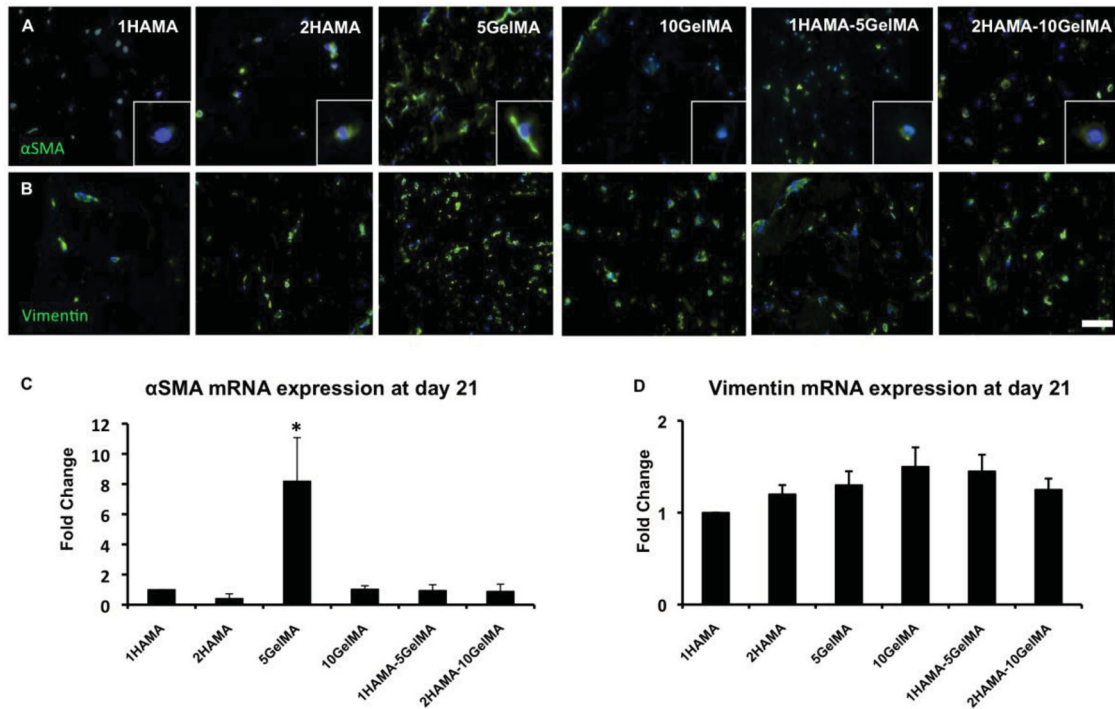 A 1HAMA 2HAMA 5GelMA 10GelMA 1HAMA-5GelMA 2HAMA-10GelMA
αSMA
B
Vimentin
C αSMA mRNA expression at day 21
Fold Change
12
10
8
6
4
2
0
*
1HAMA 2HAMA 5GelMA 10GelMA 1HAMA-5GelMA 2HAMA-10GelMA
D Vimentin mRNA expression at day 21
Fold Change
2
1
0
1HAMA 2HAMA 5GelMA 10GelMA 1HAMA-5GelMA 2HAMA-10GelMA